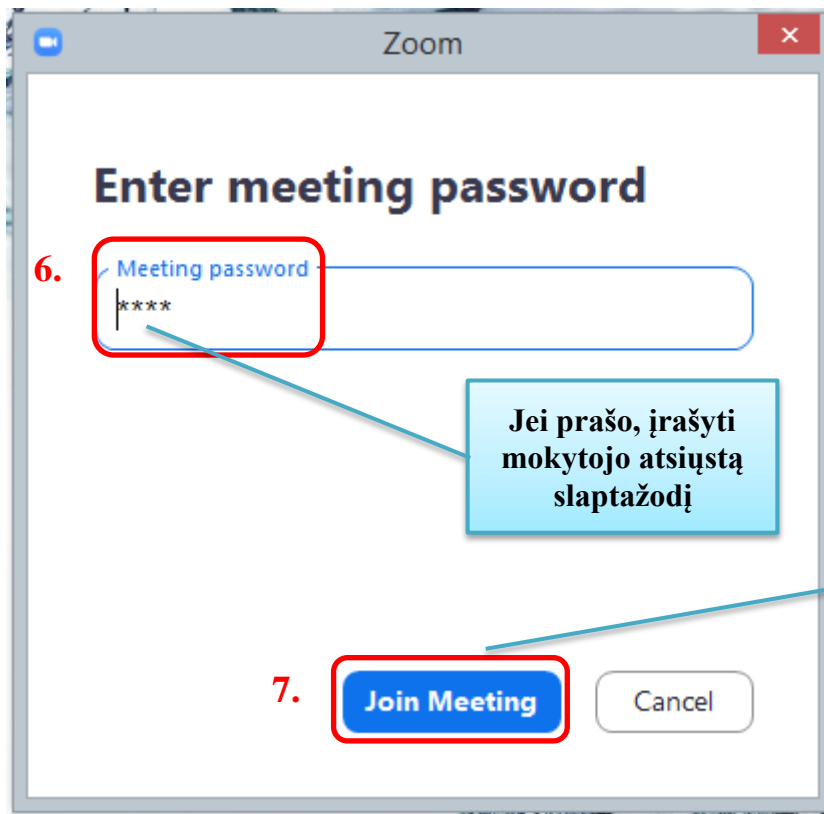 Zoom
Enter meeting password
6.
Meeting password
****
Jei prašo, įrašyti
mokytojo atsiųstą
slaptažodį
7.
Join Meeting
Cancel